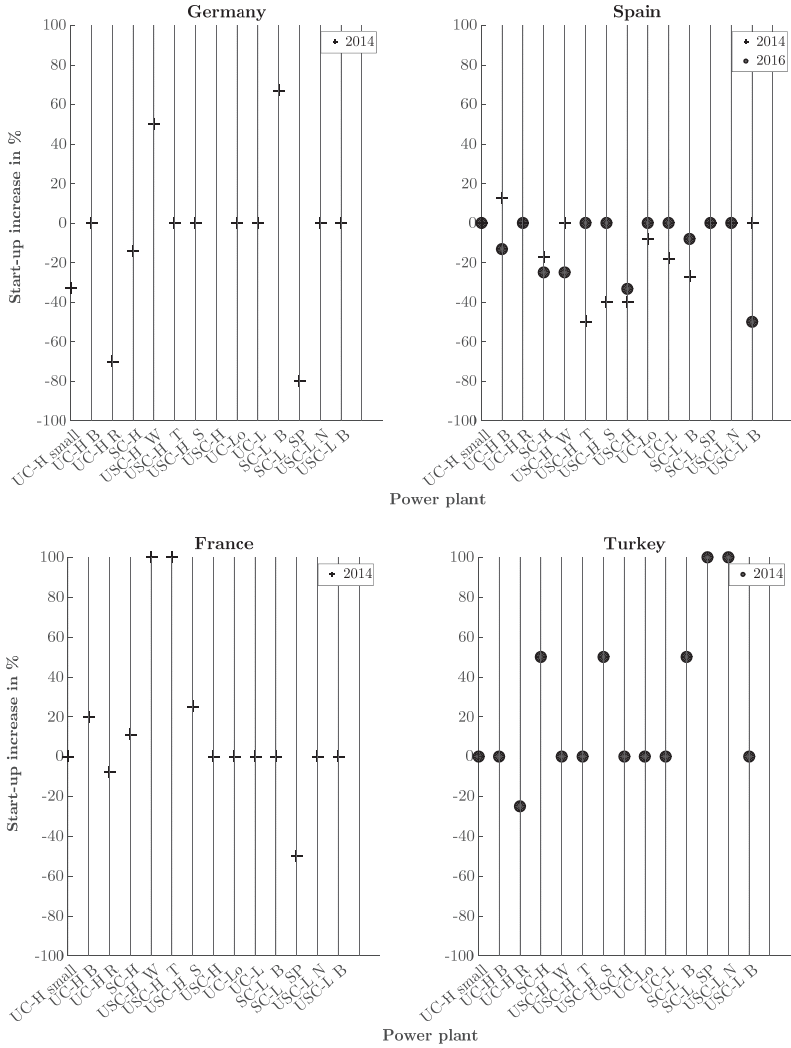 Germany
100
80
60
40
20
0
-20
-40
-60
-80
-100
Start-up increase in %
2014
UC-H small
UC-H B
UC-H R
SC-H
USC-H W
USC-H T
USC-H S
USC-H
UC-Lo
UC-L
SC-L B
SC-L SP
USC-L N
USC-L B
Spain
100
80
60
40
20
0
-20
-40
-60
-80
-100
2014
2016
UC-H small
UC-H B
UC-H R
SC-H
USC-H W
USC-H T
USC-H S
USC-H
UC-Lo
UC-L
SC-L B
SC-L SP
USC-L N
USC-L B
Power plant
France
100
80
60
40
20
0
-20
-40
-60
-80
-100
Start-up increase in %
2014
UC-H small
UC-H B
UC-H R
SC-H
USC-H W
USC-H T
USC-H S
USC-H
UC-Lo
UC-L
SC-L B
SC-L SP
USC-L N
USC-L B
Turkey
100
80
60
40
20
0
-20
-40
-60
-80
-100
2014
UC-H small
UC-H B
UC-H R
SC-H
USC-H W
USC-H T
USC-H S
USC-H
UC-Lo
UC-L
SC-L B
SC-L SP
USC-L N
USC-L B
Power plant